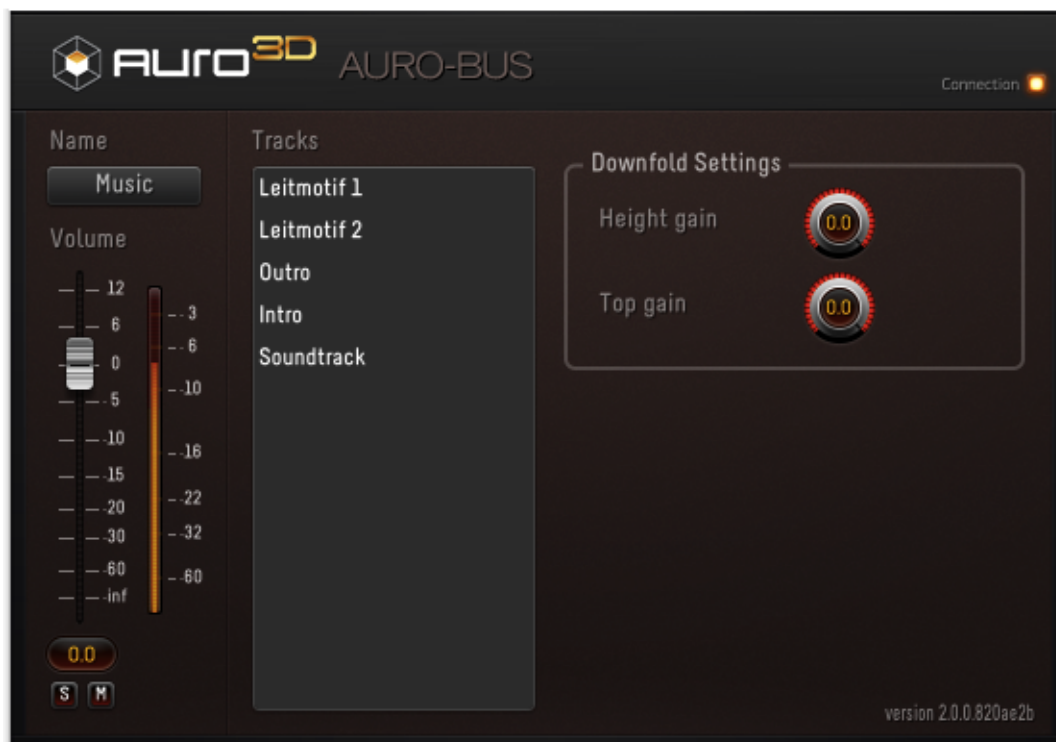 Auro 3D AURO-BUS
Connection
Name
Music
Volume
12
6
0
-5
-10
-15
-20
-30
-60
-inf
-3
-6
-10
-16
-22
-32
-60
0.0
S M
Tracks
Leitmotif 1
Leitmotif 2
Outro
Intro
Soundtrack
Downfold Settings
Height gain 0.0
Top gain 0.0
version 2.0.0.820ae2b